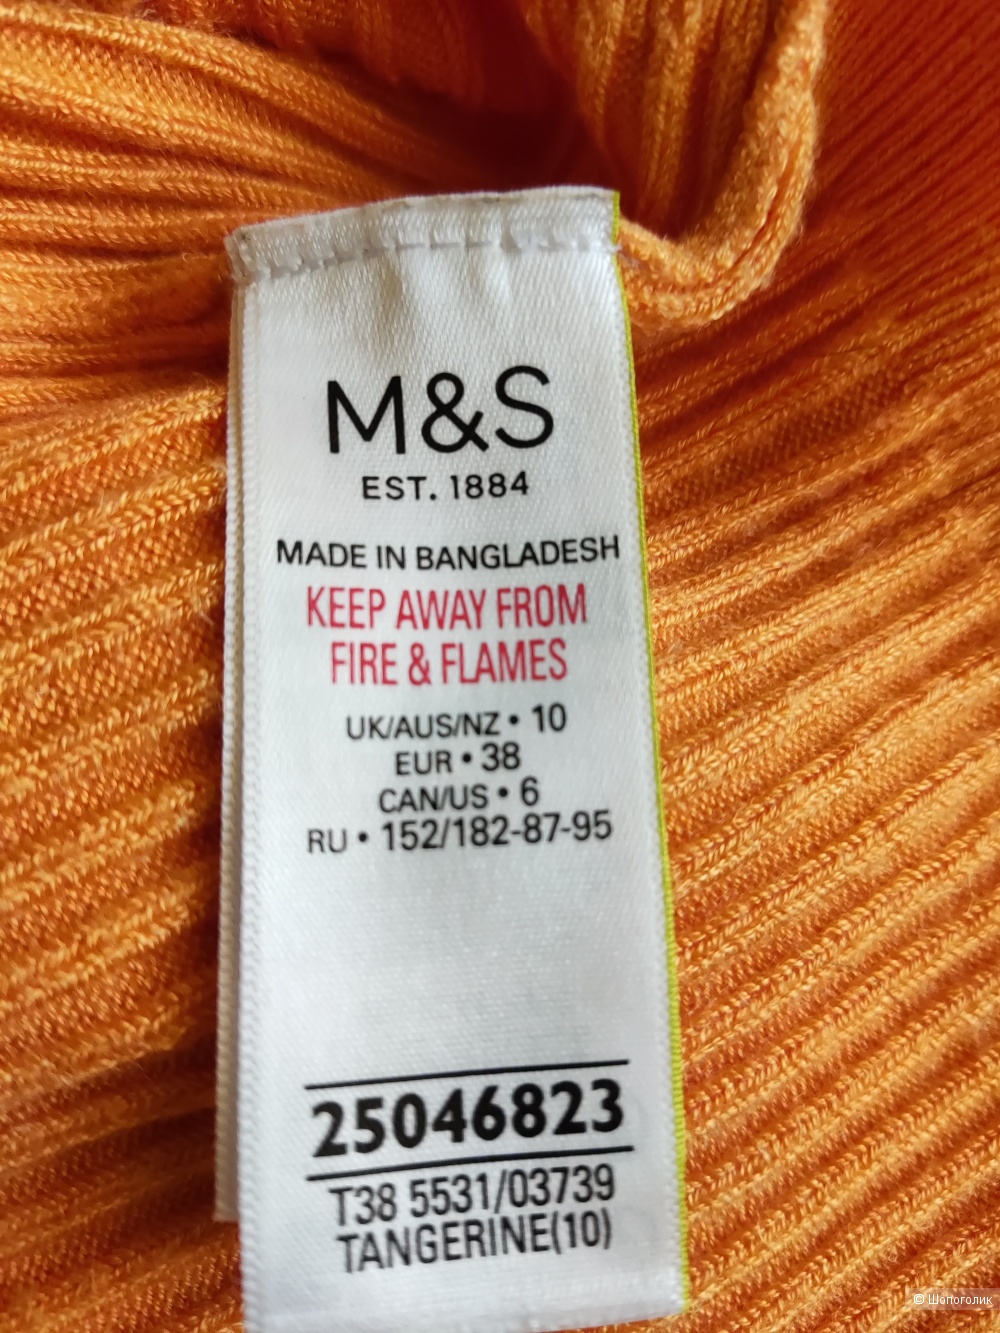 M&S
EST. 1884
MADE IN BANGLADESH
KEEP AWAY FROM
FIRE & FLAMES
UK/AUS/NZ • 10
EUR • 38
CAN/US • 6
RU • 152/182-87-95
25046823
T38 5531/03739
TANGERINE(10)
© Шопоголик